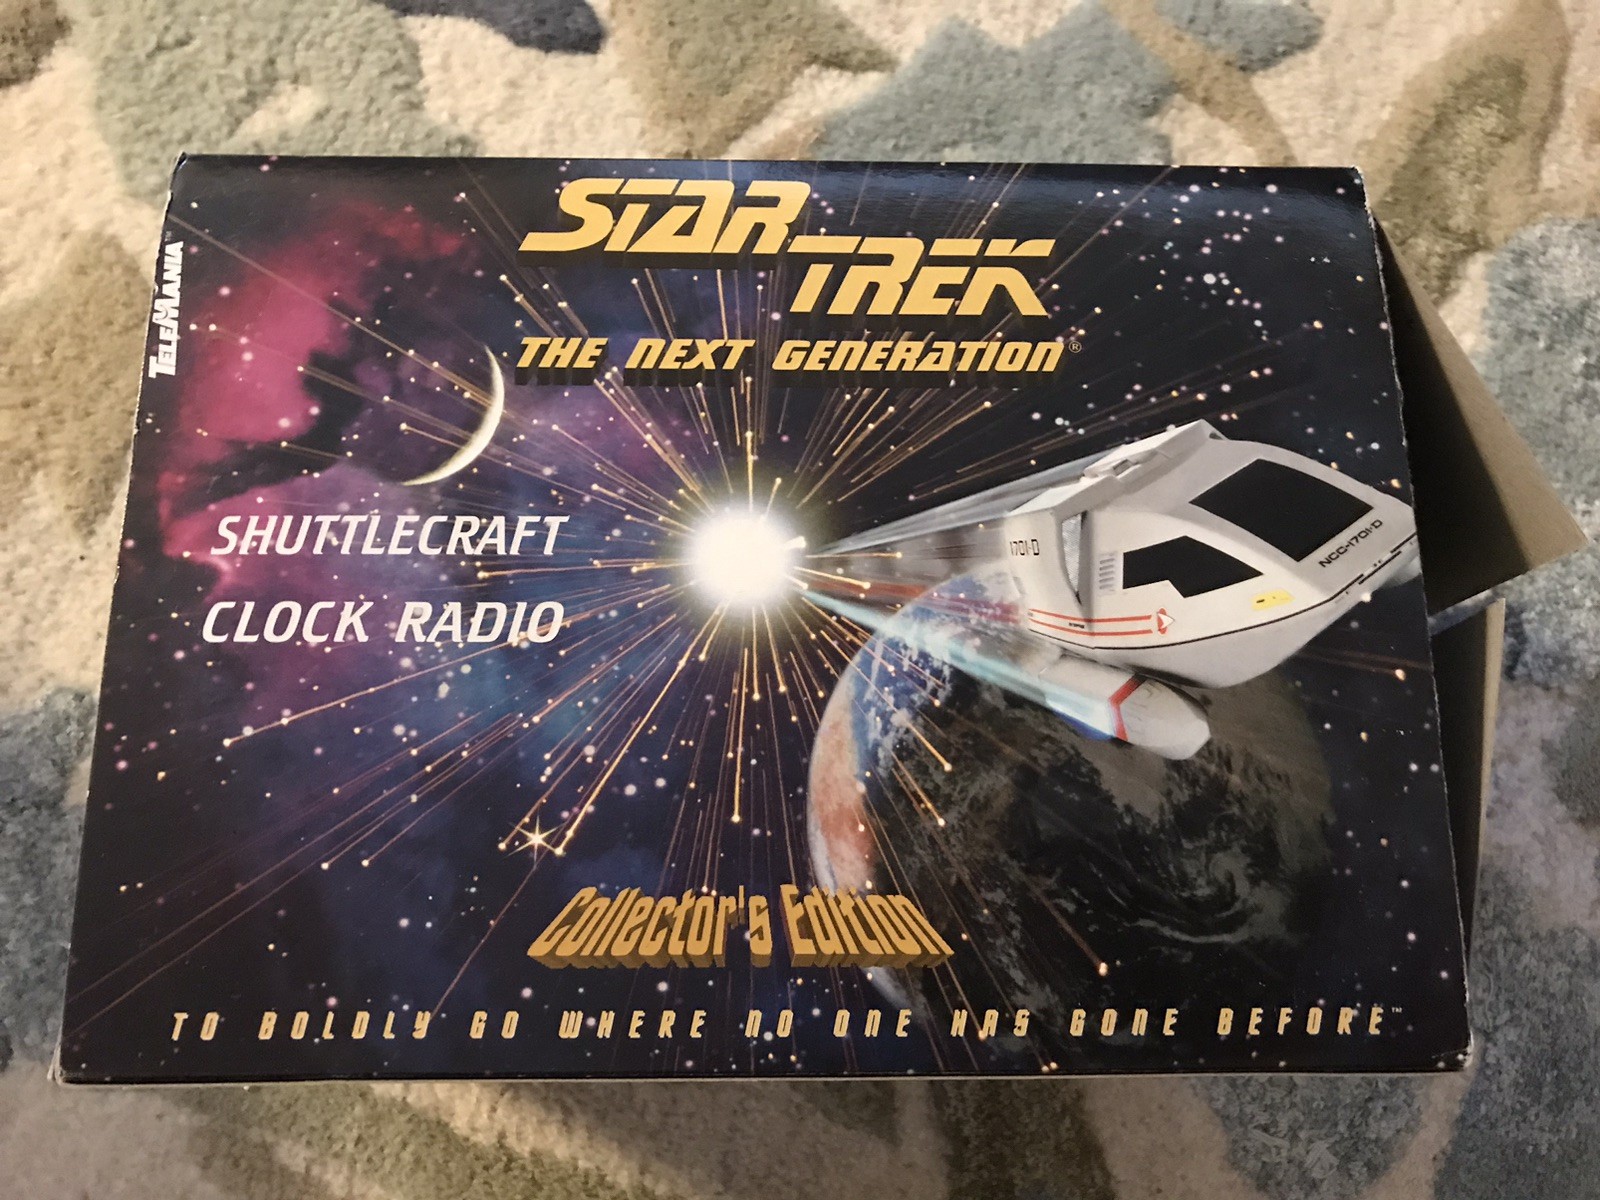 STAR
TREK
THE NEXT GENERATION®
TELEMANIA™
SHUTTLECRAFT
CLOCK RADIO
1701-D
NCC-1701-D
Collector's Edition
TO BOLDLY GO WHERE NO ONE HAS GONE BEFORE™